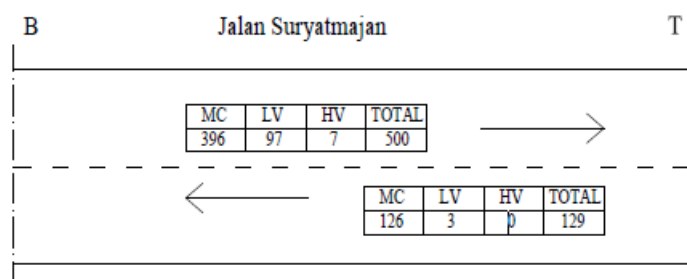 B Jalan Suryatmajan T
MC LV HV TOTAL
396 97 7 500
MC LV HV TOTAL
126 3 0 129